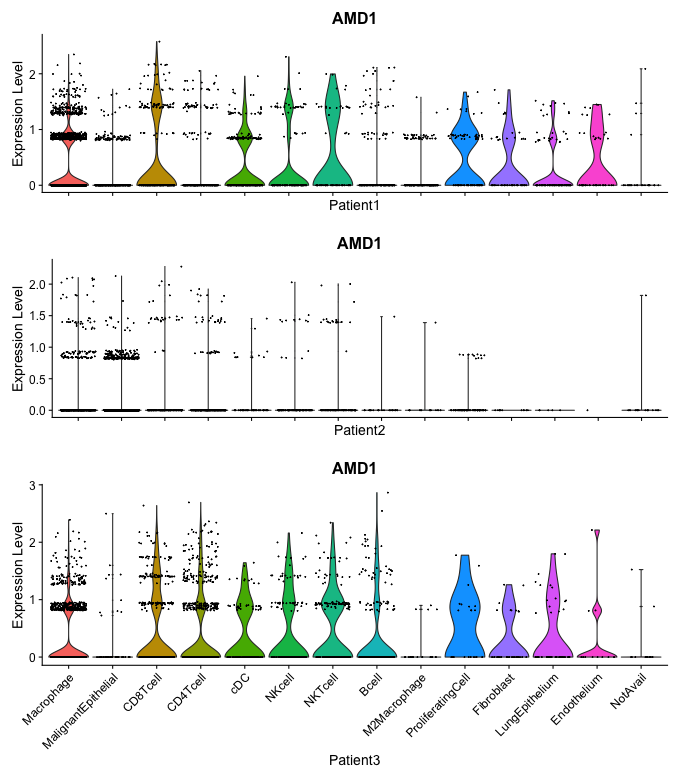 AMD1
Expression Level
2
1
0
Patient1
AMD1
Expression Level
2.0
1.5
1.0
0.5
0.0
Patient2
AMD1
Expression Level
3
2
1
0
Macrophage
MalignantEpithelial
CD8Tcell
CD4Tcell
cDC
NKcell
NKTcell
Bcell
M2Macrophage
ProliferatingCell
Fibroblast
LungEpithelium
Endothelium
NotAvail
Patient3